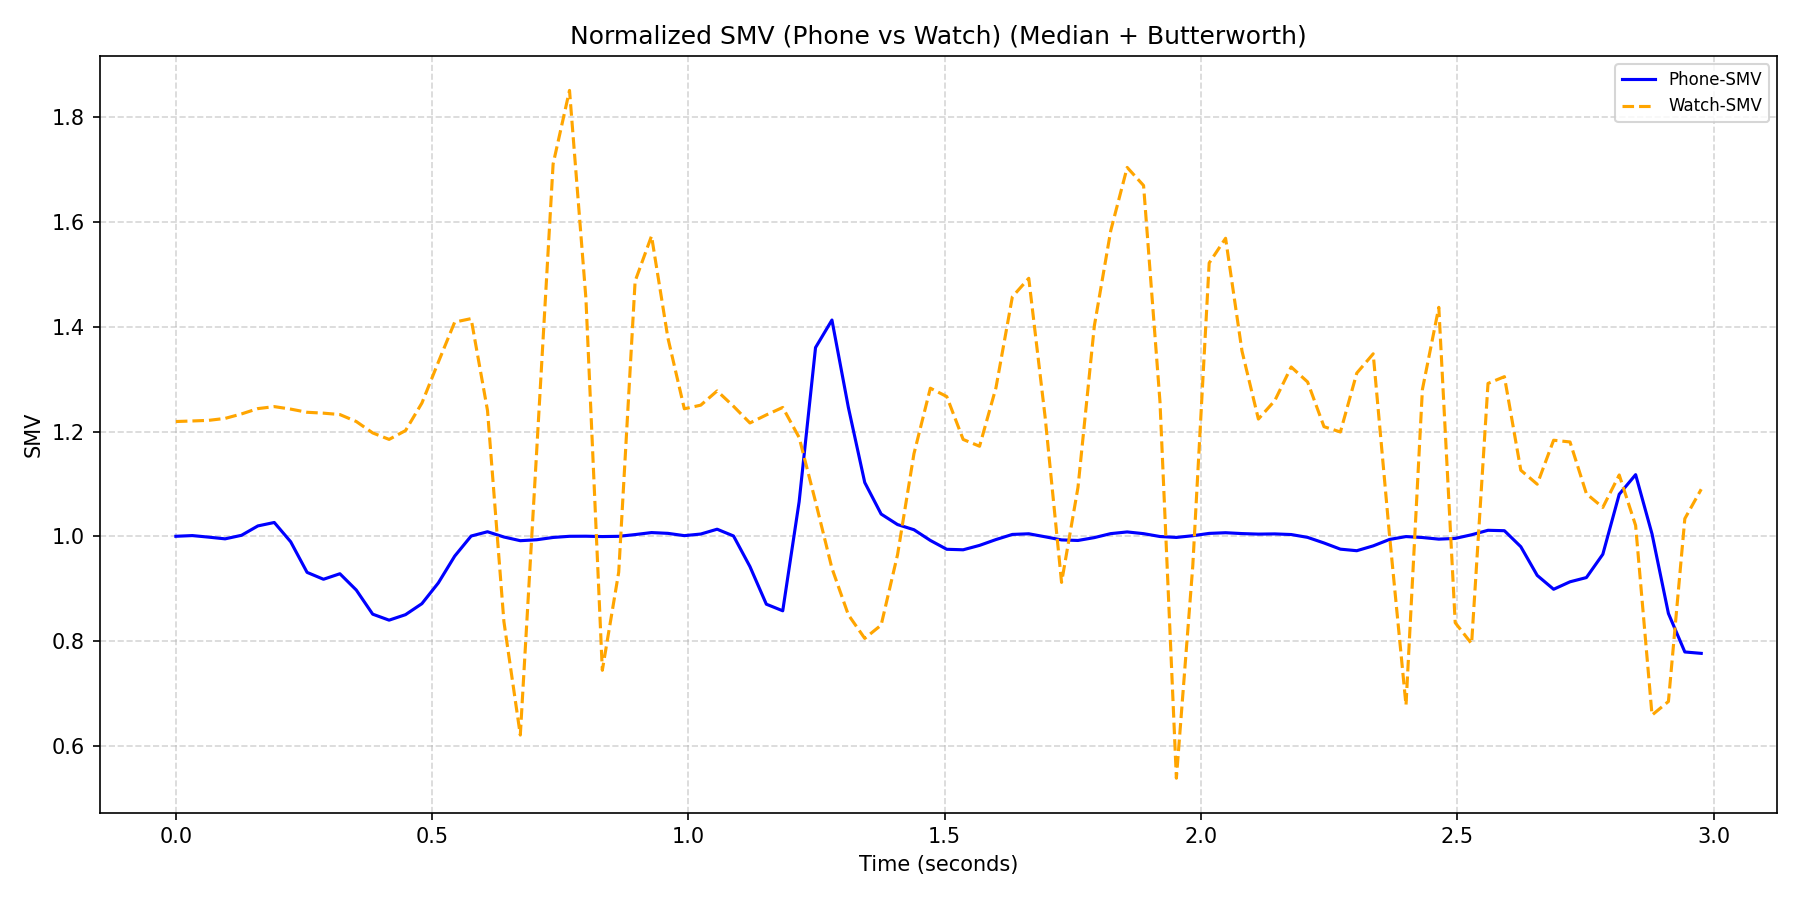 Normalized SMV (Phone vs Watch) (Median + Butterworth)
Phone-SMV
Watch-SMV
SMV
1.8
1.6
1.4
1.2
1.0
0.8
0.6
0.0 0.5 1.0 1.5 2.0 2.5 3.0
Time (seconds)